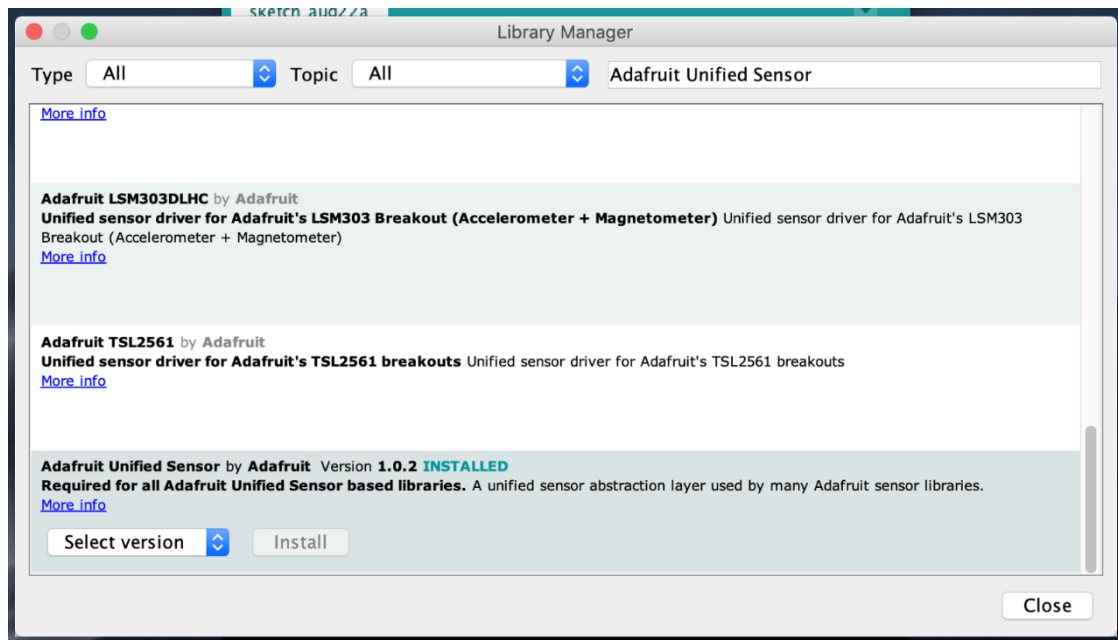 sketch_aug22a
Library Manager
Type All Topic All Adafruit Unified Sensor
More info
Adafruit LSM303DLHC by Adafruit
Unified sensor driver for Adafruit's LSM303 Breakout (Accelerometer + Magnetometer) Unified sensor driver for Adafruit's LSM303
Breakout (Accelerometer + Magnetometer)
More info
Adafruit TSL2561 by Adafruit
Unified sensor driver for Adafruit's TSL2561 breakouts Unified sensor driver for Adafruit's TSL2561 breakouts
More info
Adafruit Unified Sensor by Adafruit Version 1.0.2 INSTALLED
Required for all Adafruit Unified Sensor based libraries. A unified sensor abstraction layer used by many Adafruit sensor libraries.
More info
Select version Install
Close